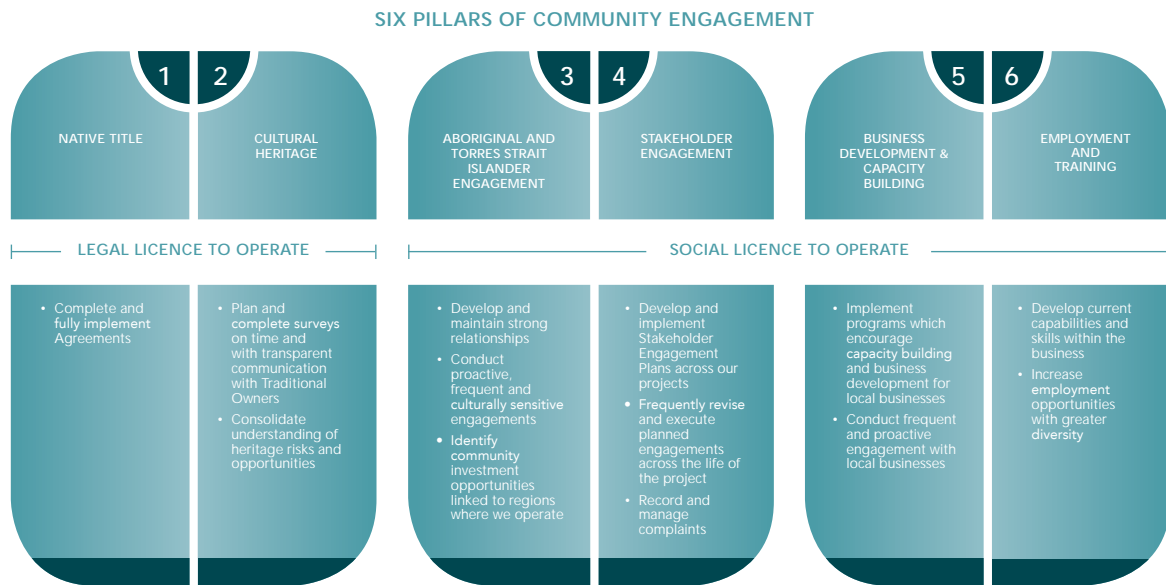 SIX PILLARS OF COMMUNITY ENGAGEMENT
1
NATIVE TITLE
2
CULTURAL
HERITAGE
3
ABORIGINAL AND
TORRES STRAIT
ISLANDER
ENGAGEMENT
4
STAKEHOLDER
ENGAGEMENT
5
BUSINESS
DEVELOPMENT &
CAPACITY
BUILDING
6
EMPLOYMENT
AND
TRAINING
LEGAL LICENCE TO OPERATE
SOCIAL LICENCE TO OPERATE
• Complete and
fully implement
Agreements
• Plan and
complete surveys
on time and
with transparent
communication
with Traditional
Owners
• Consolidate
understanding of
heritage risks and
opportunities
• Develop and
maintain strong
relationships
• Conduct
proactive,
frequent and
culturally sensitive
engagements
• Identify
community
investment
opportunities
linked to regions
where we operate
• Develop and
implement
Stakeholder
Engagement
Plans across our
projects
• Frequently revise
and execute
planned
engagements
across the life of
the project
• Record and
manage
complaints
• Implement
programs which
encourage
capacity building
and business
development for
local businesses
• Conduct frequent
and proactive
engagement with
local businesses
• Develop current
capabilities and
skills within the
business
• Increase
employment
opportunities
with greater
diversity